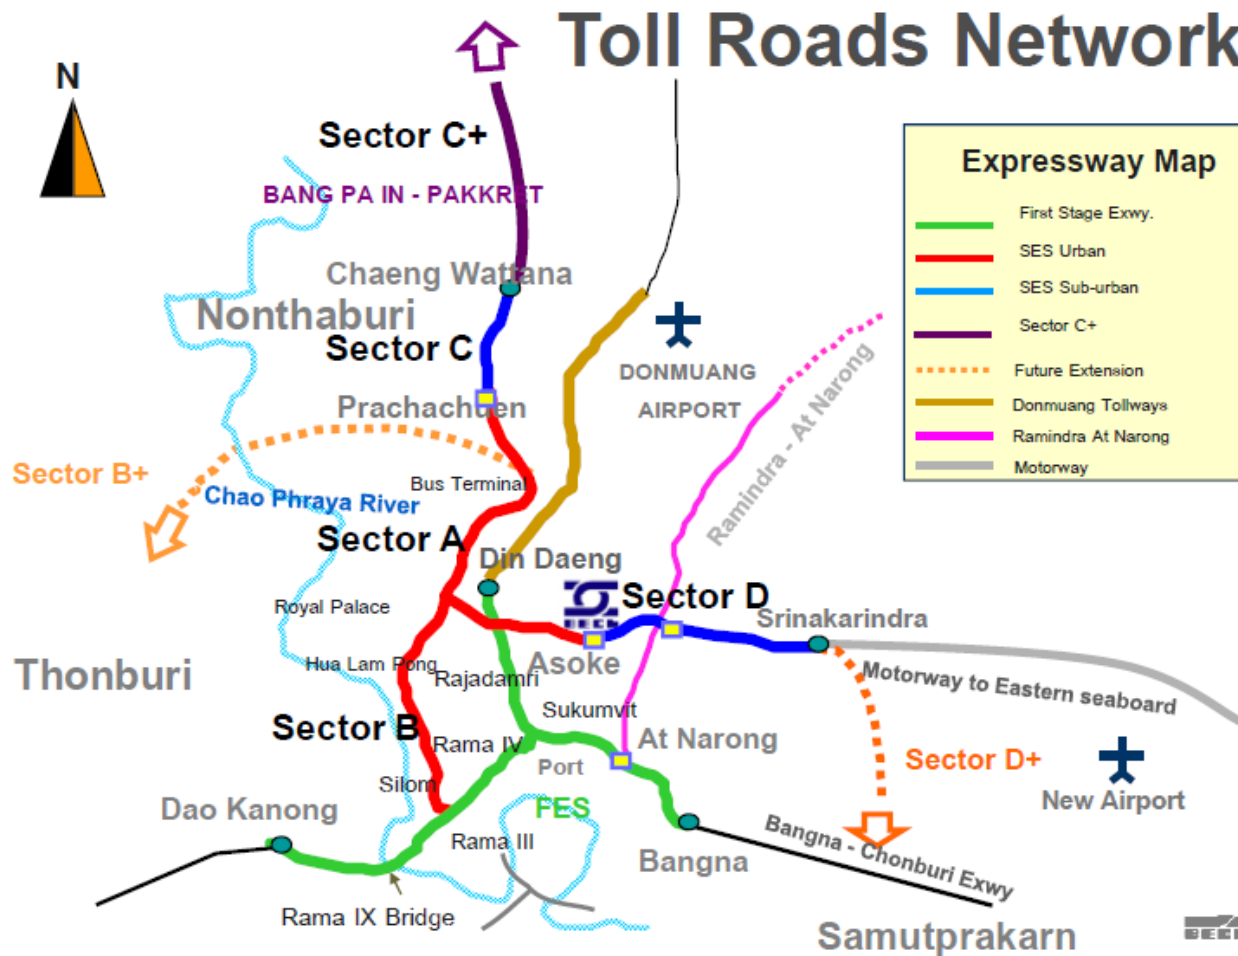 Toll Roads Network
N
Sector C+
BANG PA IN - PAKKRET
Chaeng Wattana
Nonthaburi
Sector C
Prachachuen
DONMUANG
AIRPORT
Ramindra - At Narong
Expressway Map
First Stage Exwy.
SES Urban
SES Sub-urban
Sector C+
Future Extension
Donmuang Tollways
Ramindra At Narong
Motorway
Sector B+
Bus Terminal
Chao Phraya River
Sector A
Din Daeng
BECL
Sector D
Royal Palace
Srinakarindra
Hua Lam Pong
Asoke
Thonburi
Rajadamri
Motorway to Eastern seaboard
Sukumvit
Sector B
Rama IV
At Narong
Port
Sector D+
Silom
New Airport
Dao Kanong
FES
Rama III
Bangna
Bangna - Chonburi Exwy
Rama IX Bridge
Samutprakarn